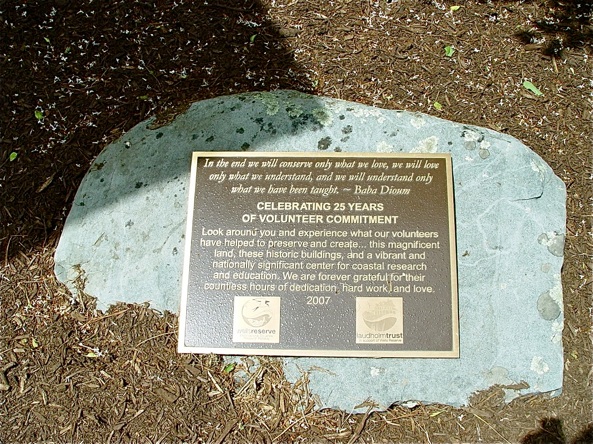 In the end we will conserve only what we love, we will love
only what we understand, and we will understand only
what we have been taught. ~ Baha Dioum
CELEBRATING 25 YEARS
OF VOLUNTEER COMMITMENT
Look around you and experience what our volunteers
have helped to preserve and create... this magnificent
land, these historic buildings, and a vibrant and
nationally significant center for coastal research
and education. We are forever grateful for their
countless hours of dedication, hard work, and love.
2007
reserve
laudholmtrust